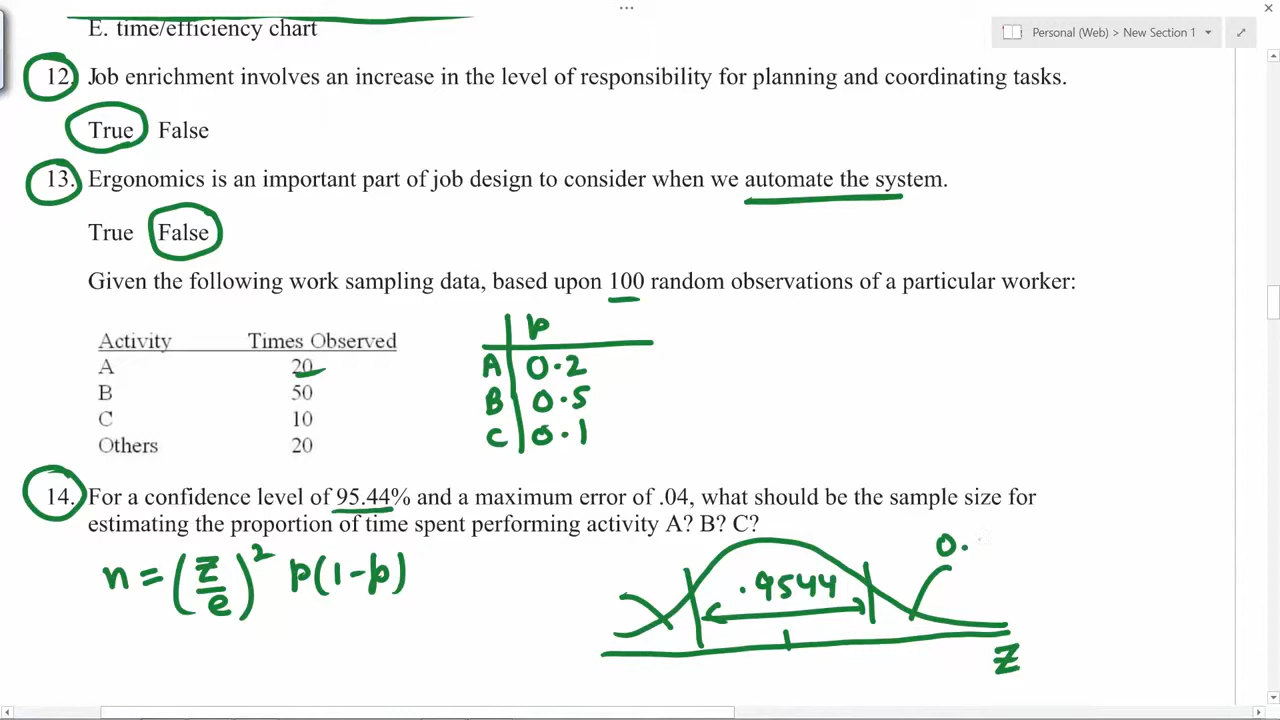 E. time/efficiency chart
Personal (Web) > New Section 1
12. Job enrichment involves an increase in the level of responsibility for planning and coordinating tasks.
True False
13. Ergonomics is an important part of job design to consider when we automate the system.
True False
Given the following work sampling data, based upon 100 random observations of a particular worker:
Activity Times Observed
A 20
B 50
C 10
Others 20
p
A 0.2
B 0.5
C 0.1
14. For a confidence level of 95.44% and a maximum error of .04, what should be the sample size for
estimating the proportion of time spent performing activity A? B? C?
n = (z/e)² p(1-p)
.9544
0.
Z